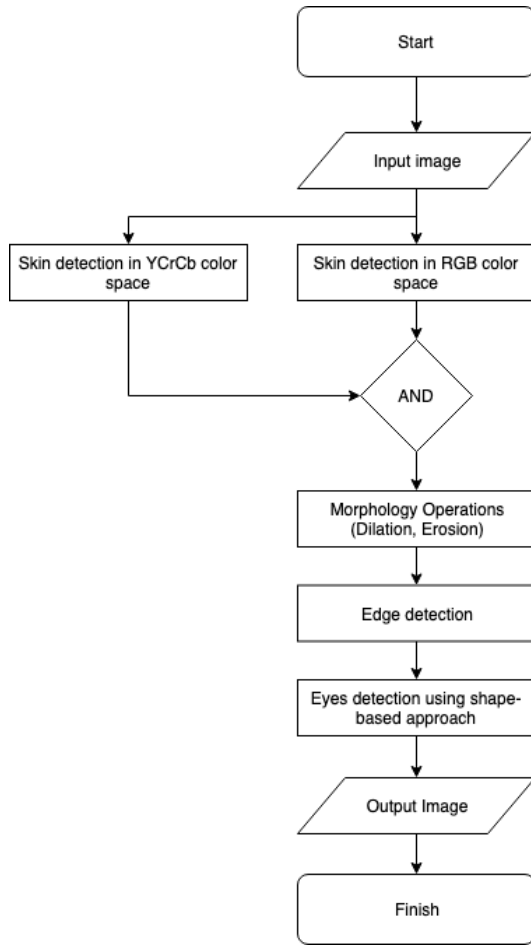 Start
Input image
Skin detection in YCrCb color
space
Skin detection in RGB color
space
AND
Morphology Operations
(Dilation, Erosion)
Edge detection
Eyes detection using shape-
based approach
Output Image
Finish